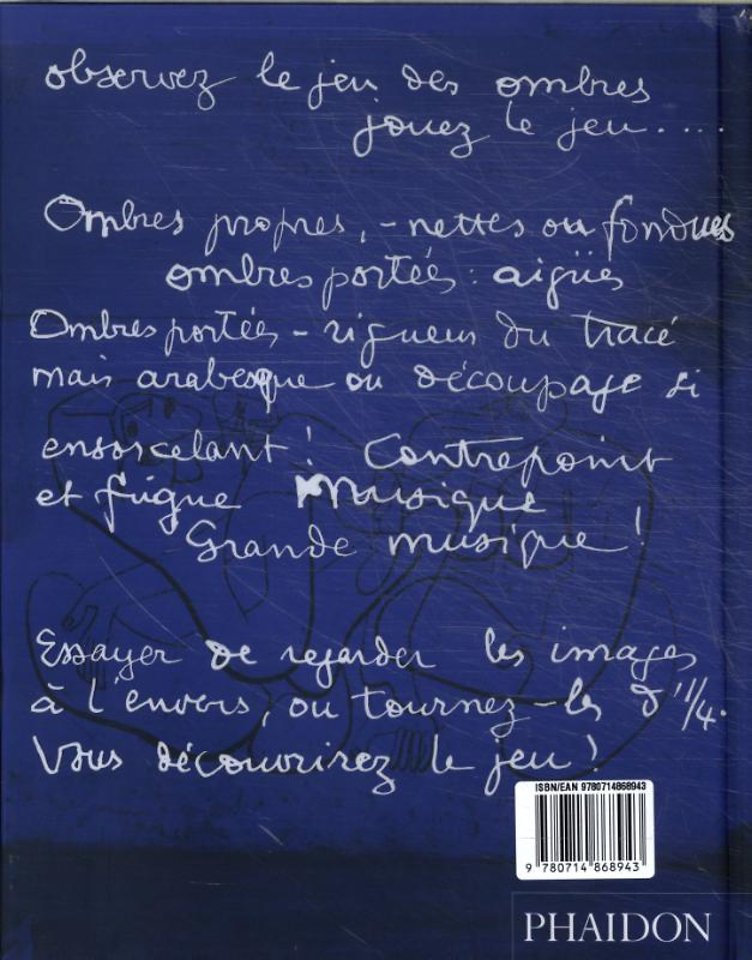 observez le jeu des ombres
jouez le jeu....
Ombres propres, - nettes ou fondues
ombres portées : aigües
Ombres portées - rigueur du tracé
mais arabesque ou découpage si
ensorcelant ! Contrepoint
et fugue Musique
Grande musique !
Essayer de regarder les images
à l'envers, ou tournez-les d'1/4.
Vous découvrirez le jeu !
ISBN/EAN 9780714868943
9 780714 868943
PHAIDON